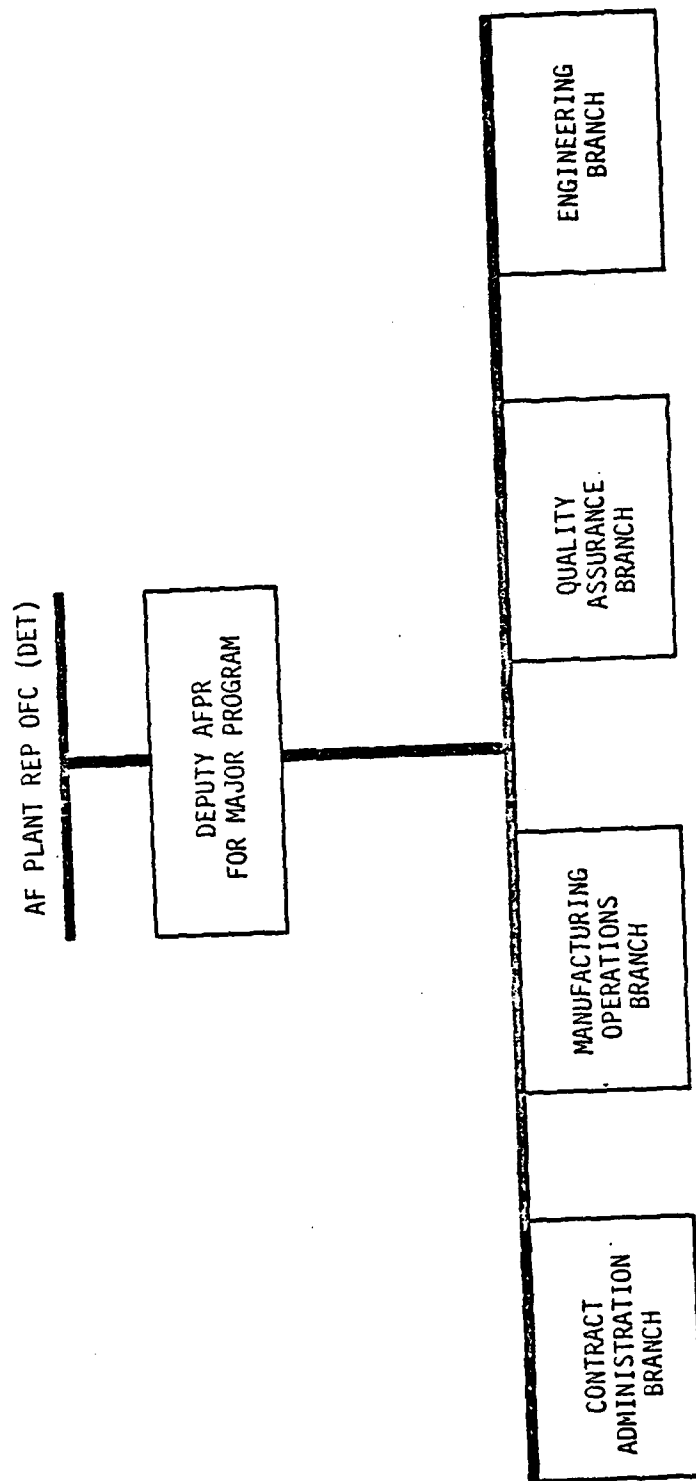 AF PLANT REP OFC (DET)
DEPUTY AFPR
FOR MAJOR PROGRAM
CONTRACT
ADMINISTRATION
BRANCH
MANUFACTURING
OPERATIONS
BRANCH
QUALITY
ASSURANCE
BRANCH
ENGINEERING
BRANCH